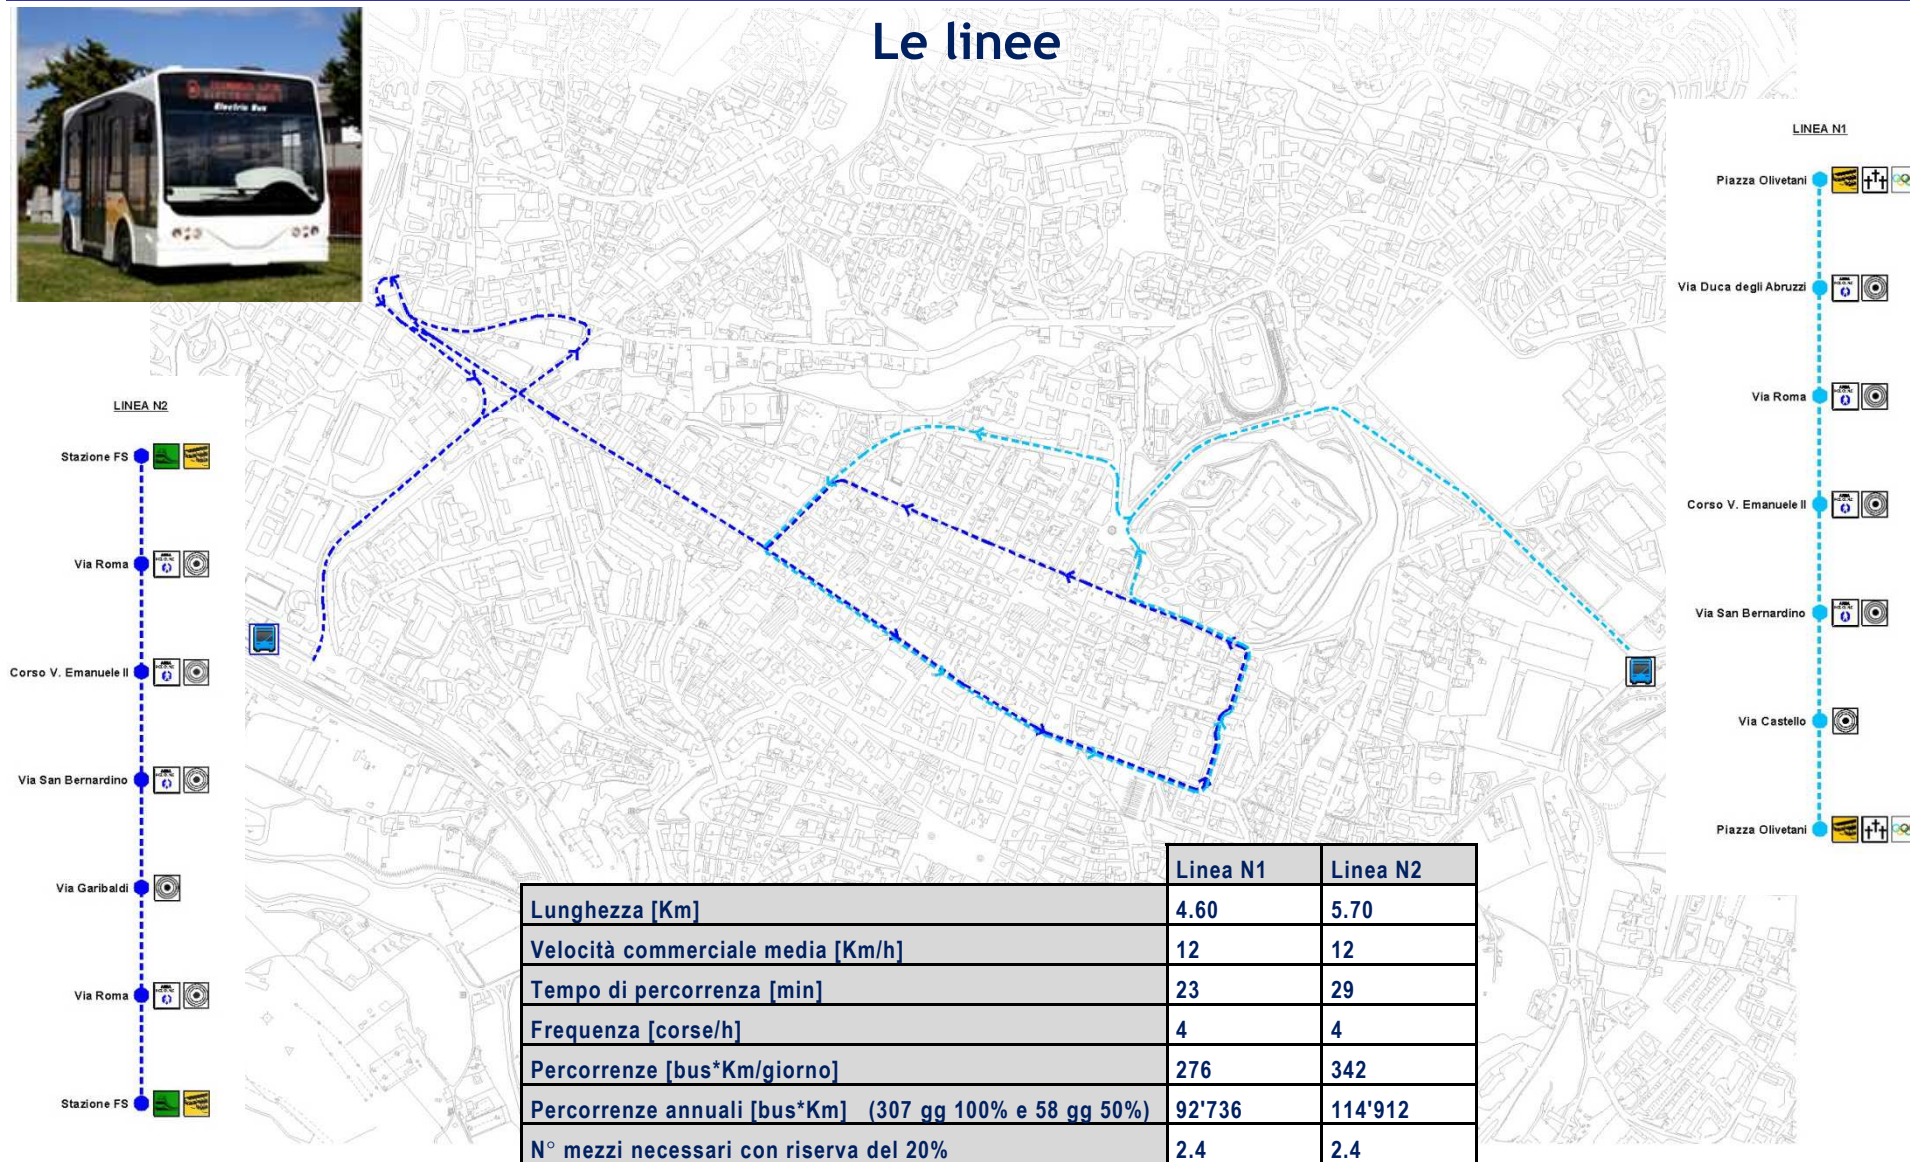 Le linee
Electric Bus
LINEA N1
Piazza Olivetani
Via Duca degli Abruzzi
Via Roma
Corso V. Emanuele II
Via San Bernardino
Via Castello
Piazza Olivetani
LINEA N2
Stazione FS
Via Roma
Corso V. Emanuele II
Via San Bernardino
Via Garibaldi
Via Roma
Stazione FS
Linea N1 Linea N2
Lunghezza [Km] 4.60 5.70
Velocità commerciale media [Km/h] 12 12
Tempo di percorrenza [min] 23 29
Frequenza [corse/h] 4 4
Percorrenze [bus*Km/giorno] 276 342
Percorrenze annuali [bus*Km] (307 gg 100% e 58 gg 50%) 92'736 114'912
N° mezzi necessari con riserva del 20% 2.4 2.4